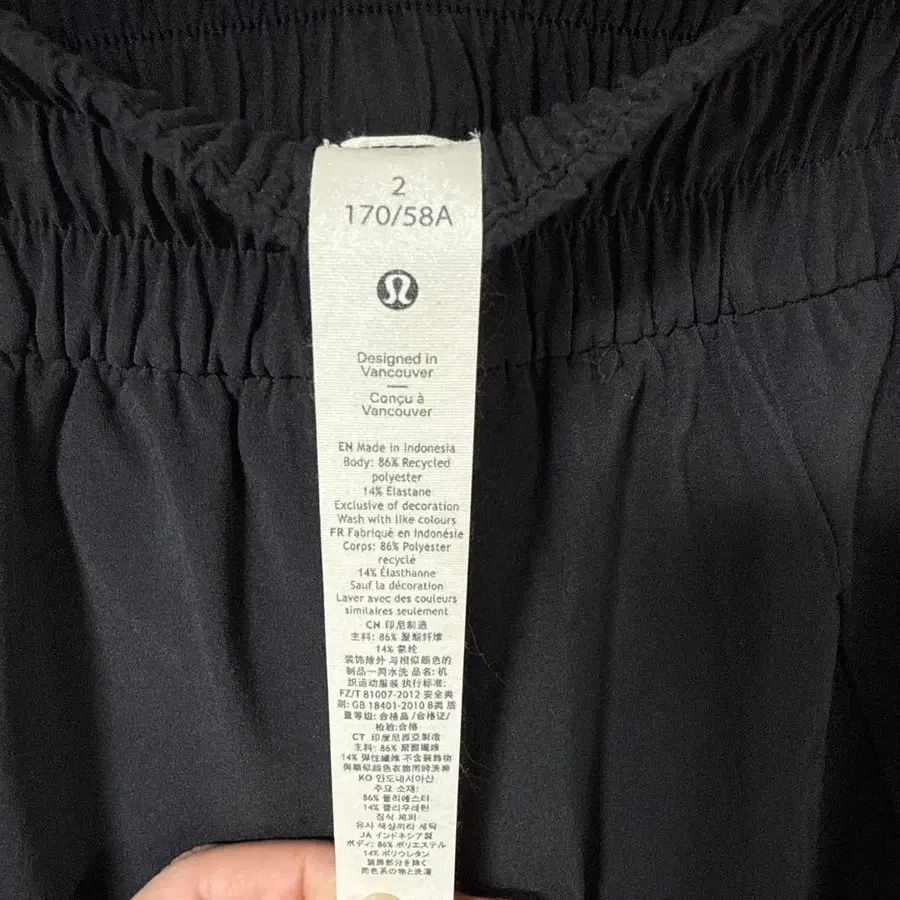 2
170/58A
Designed in
Vancouver
Conçu à
Vancouver
EN Made in Indonesia
Body: 86% Recycled
polyester
14% Elastane
Exclusive of decoration
Wash with like colours
FR Fabriqué en Indonésie
Corps: 86% Polyester
recyclé
14% Élasthanne
Sauf la décoration
Laver avec des couleurs
similaires seulement
CN 印尼制造
主料: 86% 聚酯纤维
14% 氨纶
装饰除外 与相似颜色的
制品一同水洗 品名: 机
织运动服装 执行标准:
FZ/T 81007-2012 安全类
别: GB 18401-2010 B类 质
量等级: 合格品 /合格证/
检验:合格
CT 印度尼西亞製造
主料: 86% 聚酯纖維
14% 彈性纖維 不含裝飾物
與顏似顏色衣物同時洗滌
KO 인도네시아산
주요 소재:
86% 폴리에스터
14% 폴리우레탄
장식 제외
유사 색상끼리 세탁
JA インドネシア製
ボディ: 86% ポリエステル
14% ポリウレタン
装飾部分を除く
同色系の物と洗濯